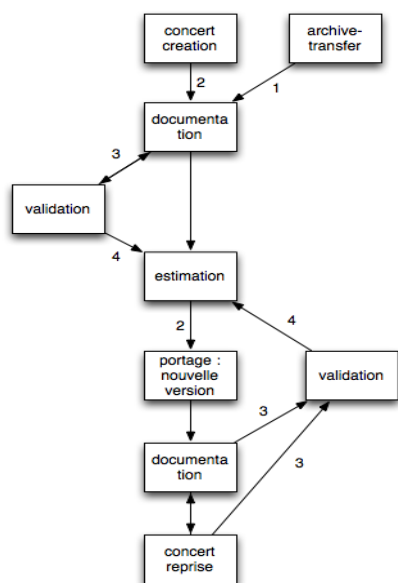 concert
creation
archive-
transfer
2
1
documenta
tion
3
validation
4
estimation
2
4
portage :
nouvelle
version
validation
3
documenta
tion
3
concert
reprise